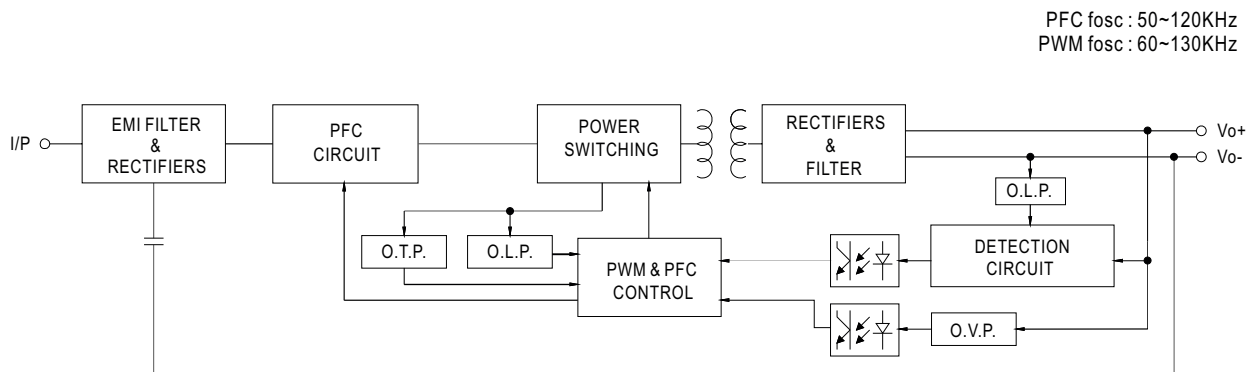 PFC fosc : 50~120KHz
PWM fosc : 60~130KHz
I/P
EMI FILTER
&
RECTIFIERS
PFC
CIRCUIT
POWER
SWITCHING
RECTIFIERS
&
FILTER
Vo+
Vo-
O.L.P.
O.T.P.
O.L.P.
PWM & PFC
CONTROL
DETECTION
CIRCUIT
O.V.P.